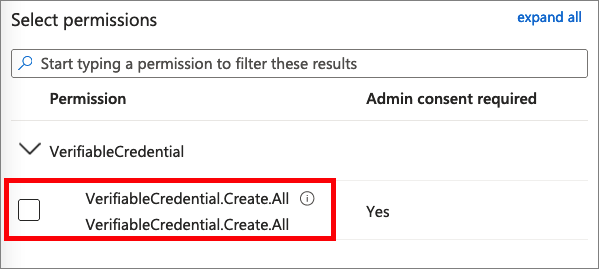 Select permissions
expand all
Start typing a permission to filter these results
Permission
Admin consent required
VerifiableCredential
VerifiableCredential.Create.All
VerifiableCredential.Create.All
Yes